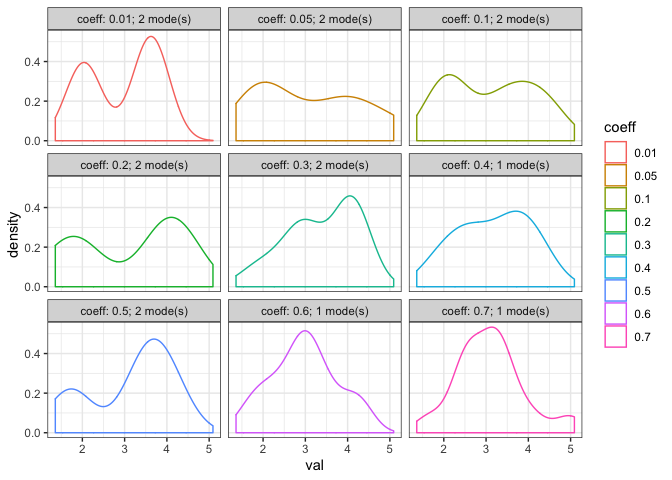 coeff: 0.01; 2 mode(s)
coeff: 0.05; 2 mode(s)
coeff: 0.1; 2 mode(s)
0.4
0.2
0.0
coeff: 0.2; 2 mode(s)
coeff: 0.3; 2 mode(s)
coeff: 0.4; 1 mode(s)
0.4
0.2
0.0
coeff: 0.5; 2 mode(s)
coeff: 0.6; 1 mode(s)
coeff: 0.7; 1 mode(s)
0.4
0.2
0.0
2 3 4 5
2 3 4 5
2 3 4 5
density
val
coeff
0.01
0.05
0.1
0.2
0.3
0.4
0.5
0.6
0.7